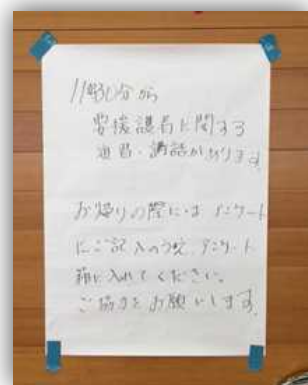 11時30分から
要援護者に関する
演習・講話があります。
お帰りの際には アンケート
にご記入のうえ、アンケート
箱に入れてください。
ご協力をお願いします。